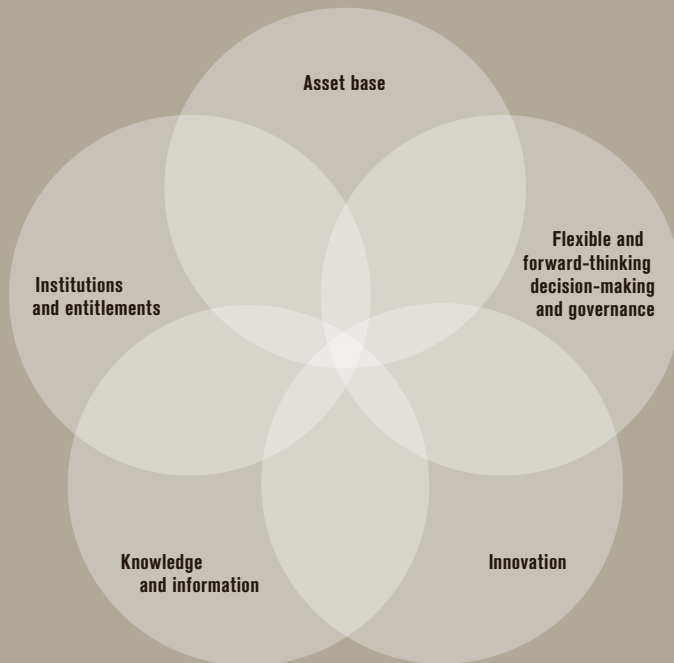 Asset base
Flexible and
forward-thinking
decision-making
and governance
Institutions
and entitlements
Knowledge
and information
Innovation